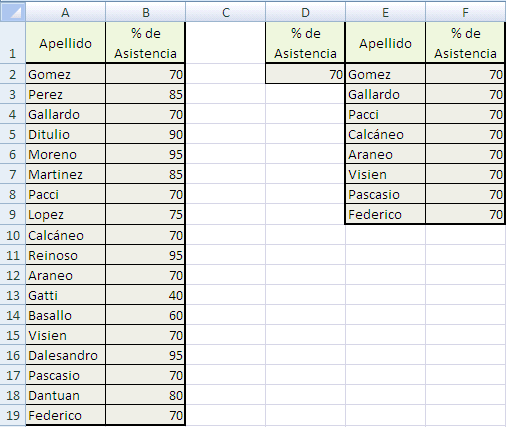 A B C D E F
1 Apellido % de Asistencia % de Asistencia Apellido % de Asistencia
2 Gomez 70 70 Gomez 70
3 Perez 85 Gallardo 70
4 Gallardo 70 Pacci 70
5 Ditulio 90 Calcáneo 70
6 Moreno 95 Araneo 70
7 Martinez 85 Visien 70
8 Pacci 70 Pascasio 70
9 Lopez 75 Federico 70
10 Calcáneo 70
11 Reinoso 95
12 Araneo 70
13 Gatti 40
14 Basallo 60
15 Visien 70
16 Dalesandro 95
17 Pascasio 70
18 Dantuan 80
19 Federico 70